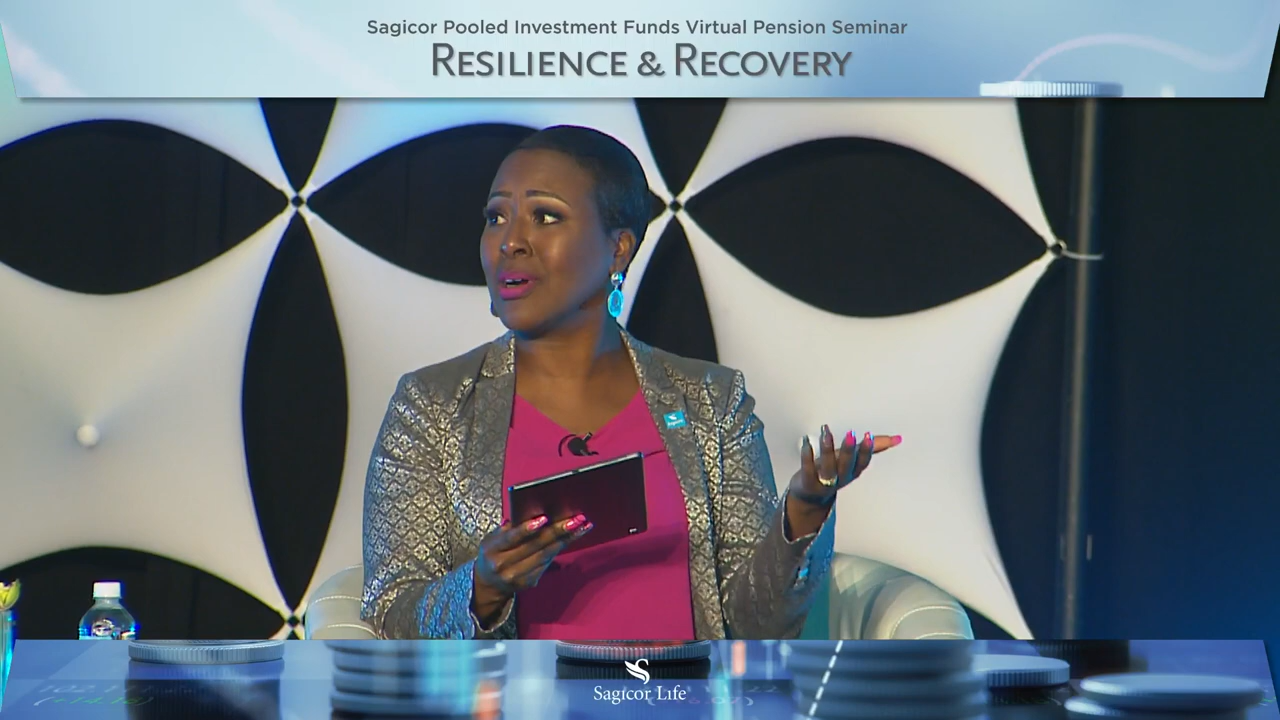 Sagicor Pooled Investment Funds Virtual Pension Seminar
RESILIENCE & RECOVERY
Sagicor Life